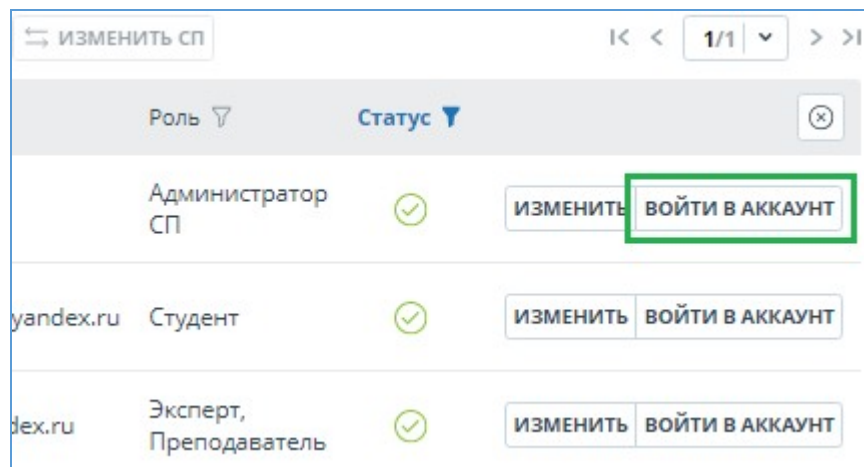 ИЗМЕНИТЬ СП
1/1
Роль Статус
Администратор
СП
ИЗМЕНИТЬ ВОЙТИ В АККАУНТ
yandex.ru Студент ИЗМЕНИТЬ ВОЙТИ В АККАУНТ
dex.ru
Эксперт,
Преподаватель
ИЗМЕНИТЬ ВОЙТИ В АККАУНТ